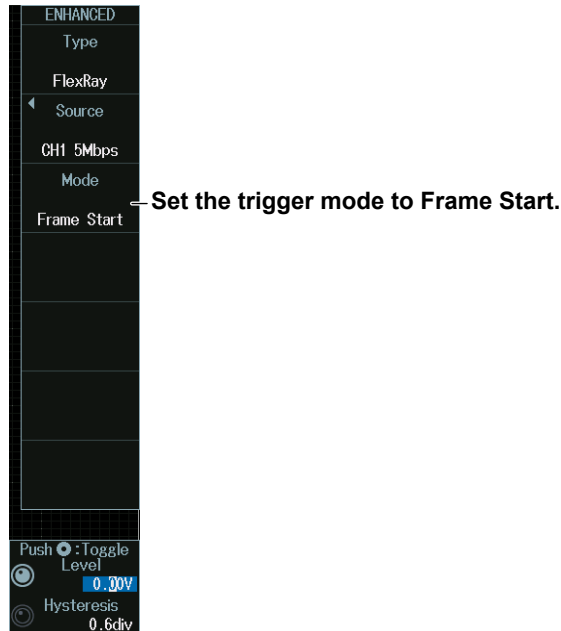 ENHANCED
Type
FlexRay
Source
CH1 5Mbps
Mode
Set the trigger mode to Frame Start.
Frame Start
Push :Toggle
Level
0.00V
Hysteresis
0.6div